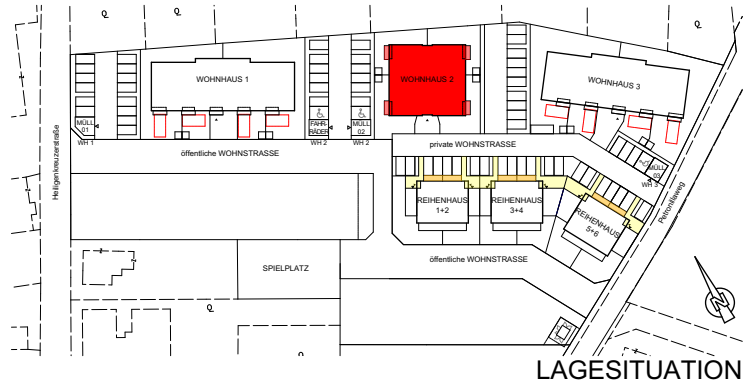 Q
Q
WOHNHAUS 1
WOHNHAUS 2
WOHNHAUS 3
MÜLL
01
FAHR-
RÄDER
MÜLL
02
WH 1
WH 2
WH 2
öffentliche WOHNSTRASSE
private WOHNSTRASSE
MÜLL
03
WH 3
Heiligenkreuzerstraße
Petronillaweg
REIHENHAUS
1+2
REIHENHAUS
3+4
REIHENHAUS
5+6
öffentliche WOHNSTRASSE
SPIELPLATZ
Q
Q
N
LAGESITUATION